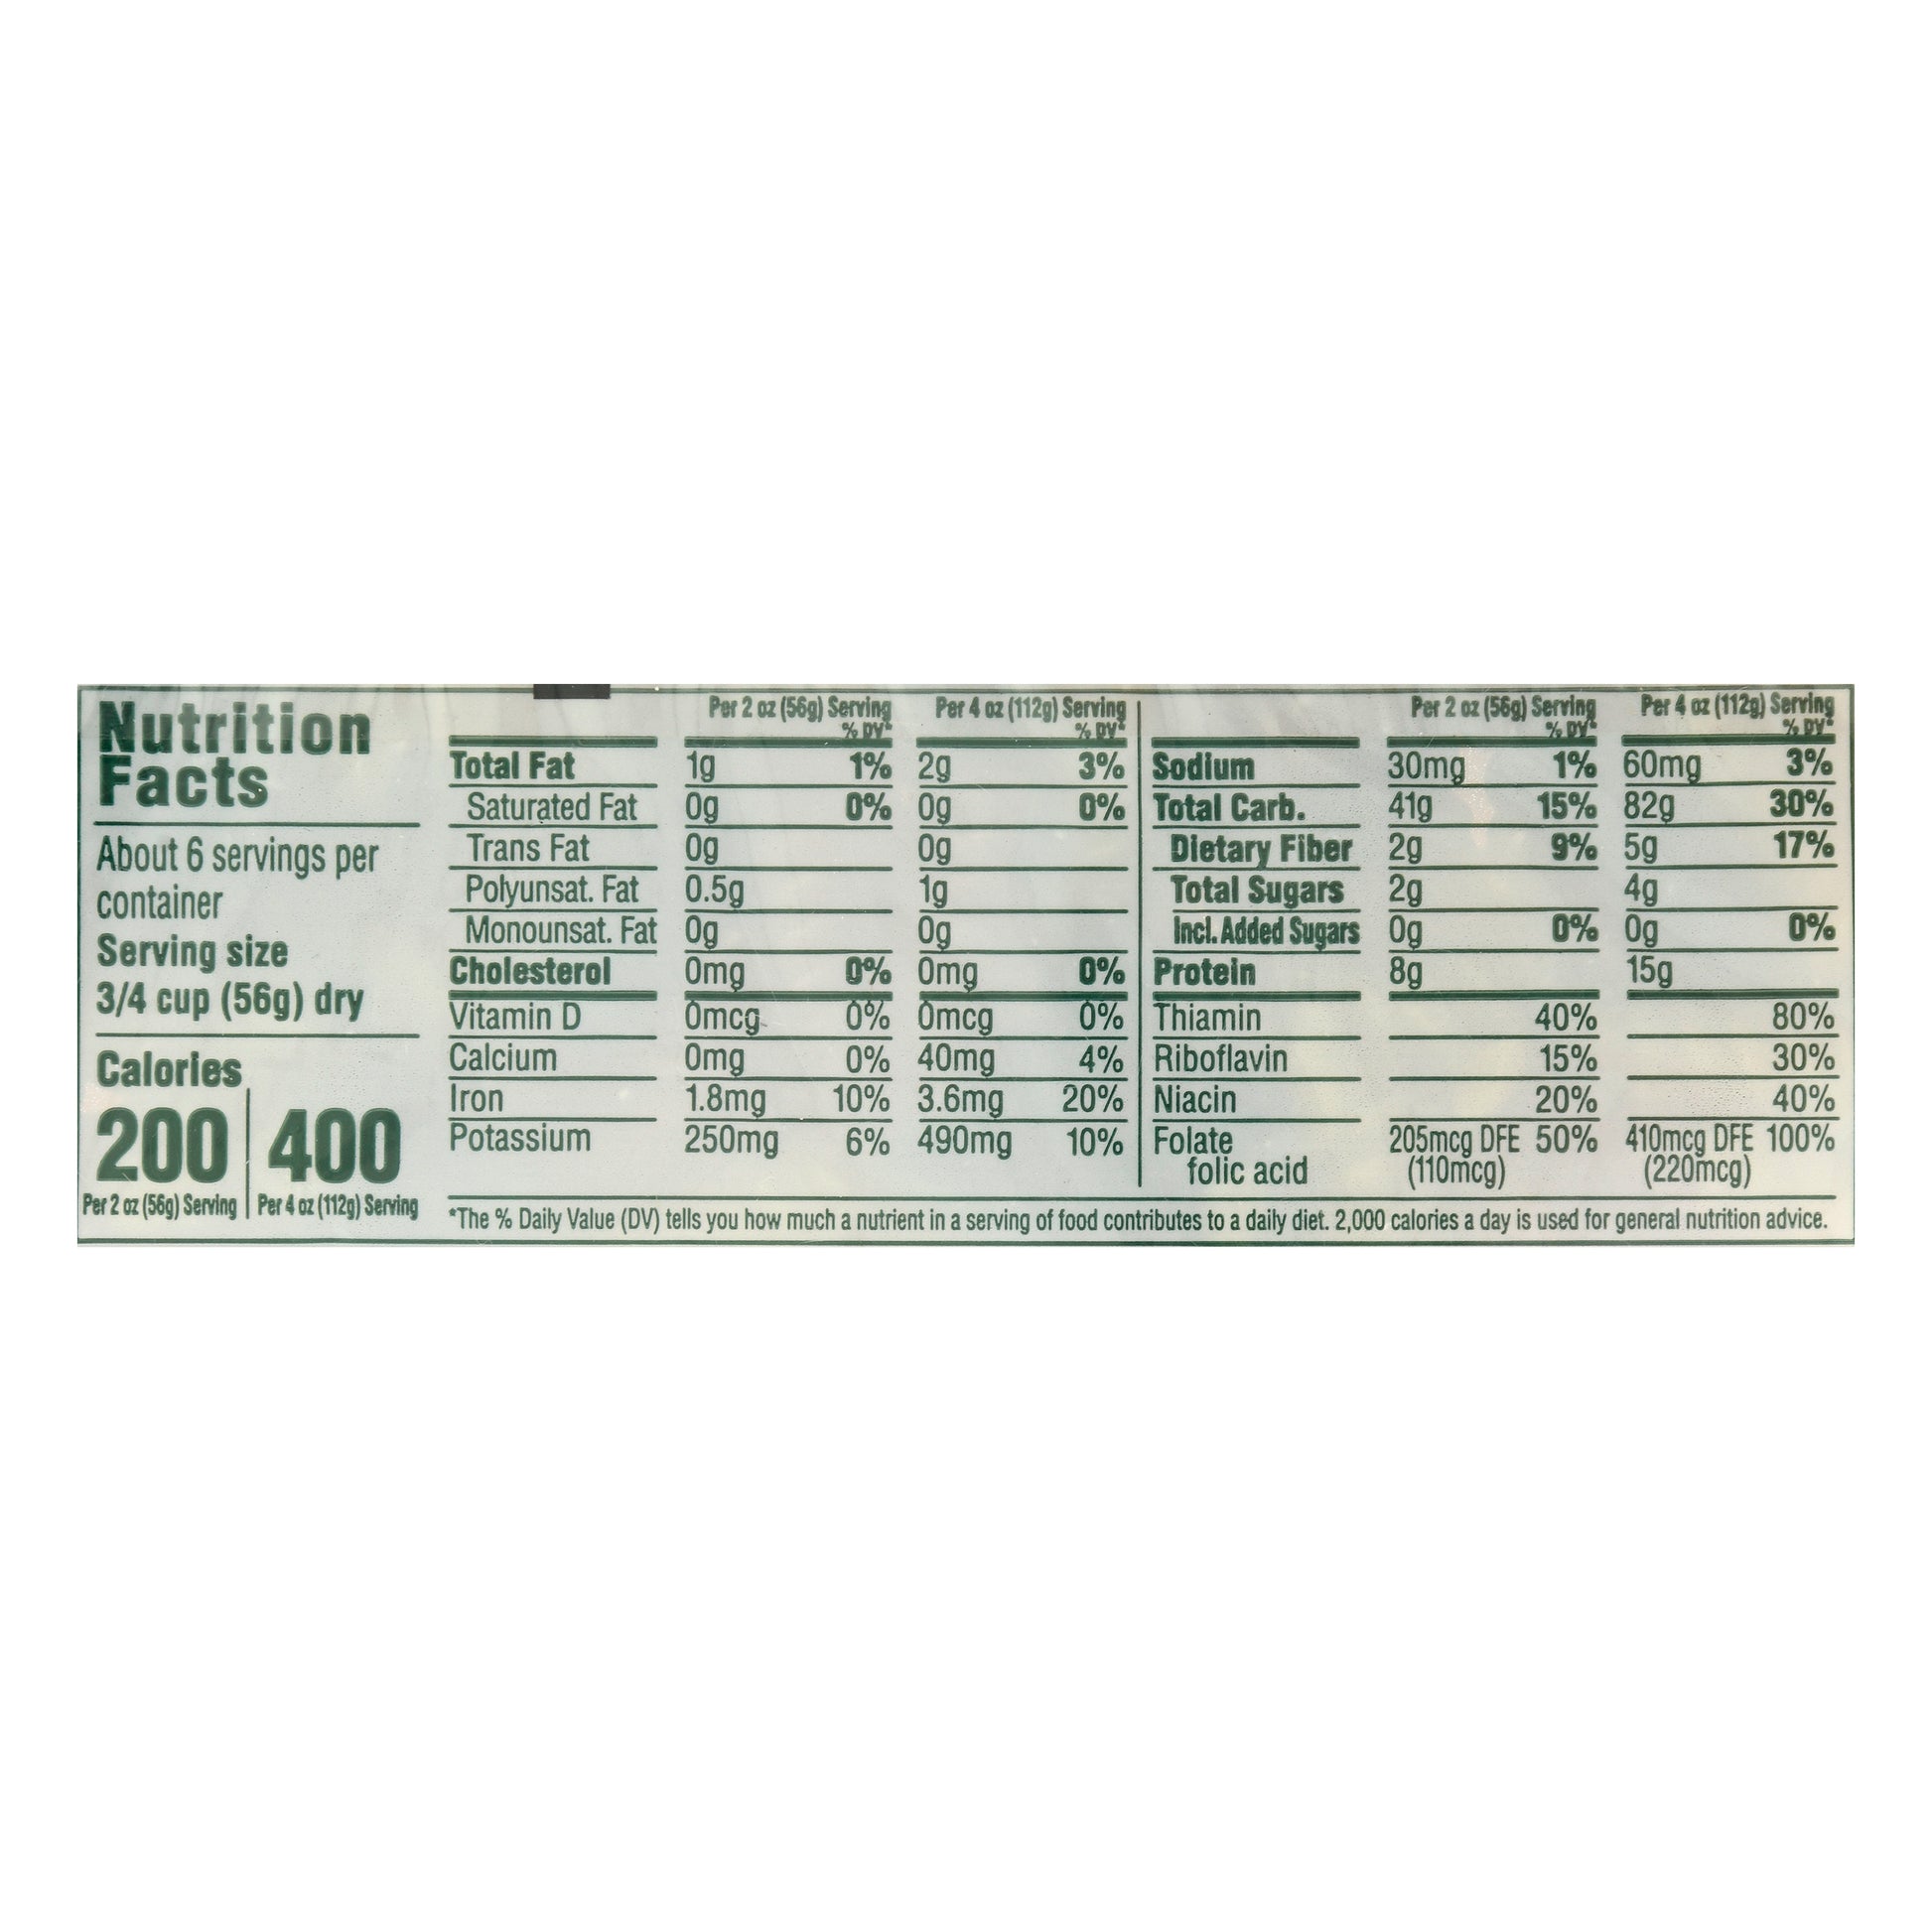 Nutrition
Facts
About 6 servings per
container
Serving size
3/4 cup (56g) dry
Calories
200 400
Per 2 oz (56g) Serving Per 4 oz (112g) Serving
Per 2 oz (56g) Serving Per 4 oz (112g) Serving
% DV* % DV*
Total Fat 1g 1% 2g 3%
Saturated Fat 0g 0% 0g 0%
Trans Fat 0g 0g
Polyunsat. Fat 0.5g 1g
Monounsat. Fat 0g 0g
Cholesterol 0mg 0% 0mg 0%
Vitamin D 0mcg 0% 0mcg 0%
Calcium 0mg 0% 40mg 4%
Iron 1.8mg 10% 3.6mg 20%
Potassium 250mg 6% 490mg 10%
Per 2 oz (56g) Serving Per 4 oz (112g) Serving
% DV* % DV*
Sodium 30mg 1% 60mg 3%
Total Carb. 41g 15% 82g 30%
Dietary Fiber 2g 9% 5g 17%
Total Sugars 2g 4g
Incl. Added Sugars 0g 0% 0g 0%
Protein 8g 15g
Thiamin 40% 80%
Riboflavin 15% 30%
Niacin 20% 40%
Folate 205mcg DFE 50% 410mcg DFE 100%
folic acid (110mcg) (220mcg)
*The % Daily Value (DV) tells you how much a nutrient in a serving of food contributes to a daily diet. 2,000 calories a day is used for general nutrition advice.